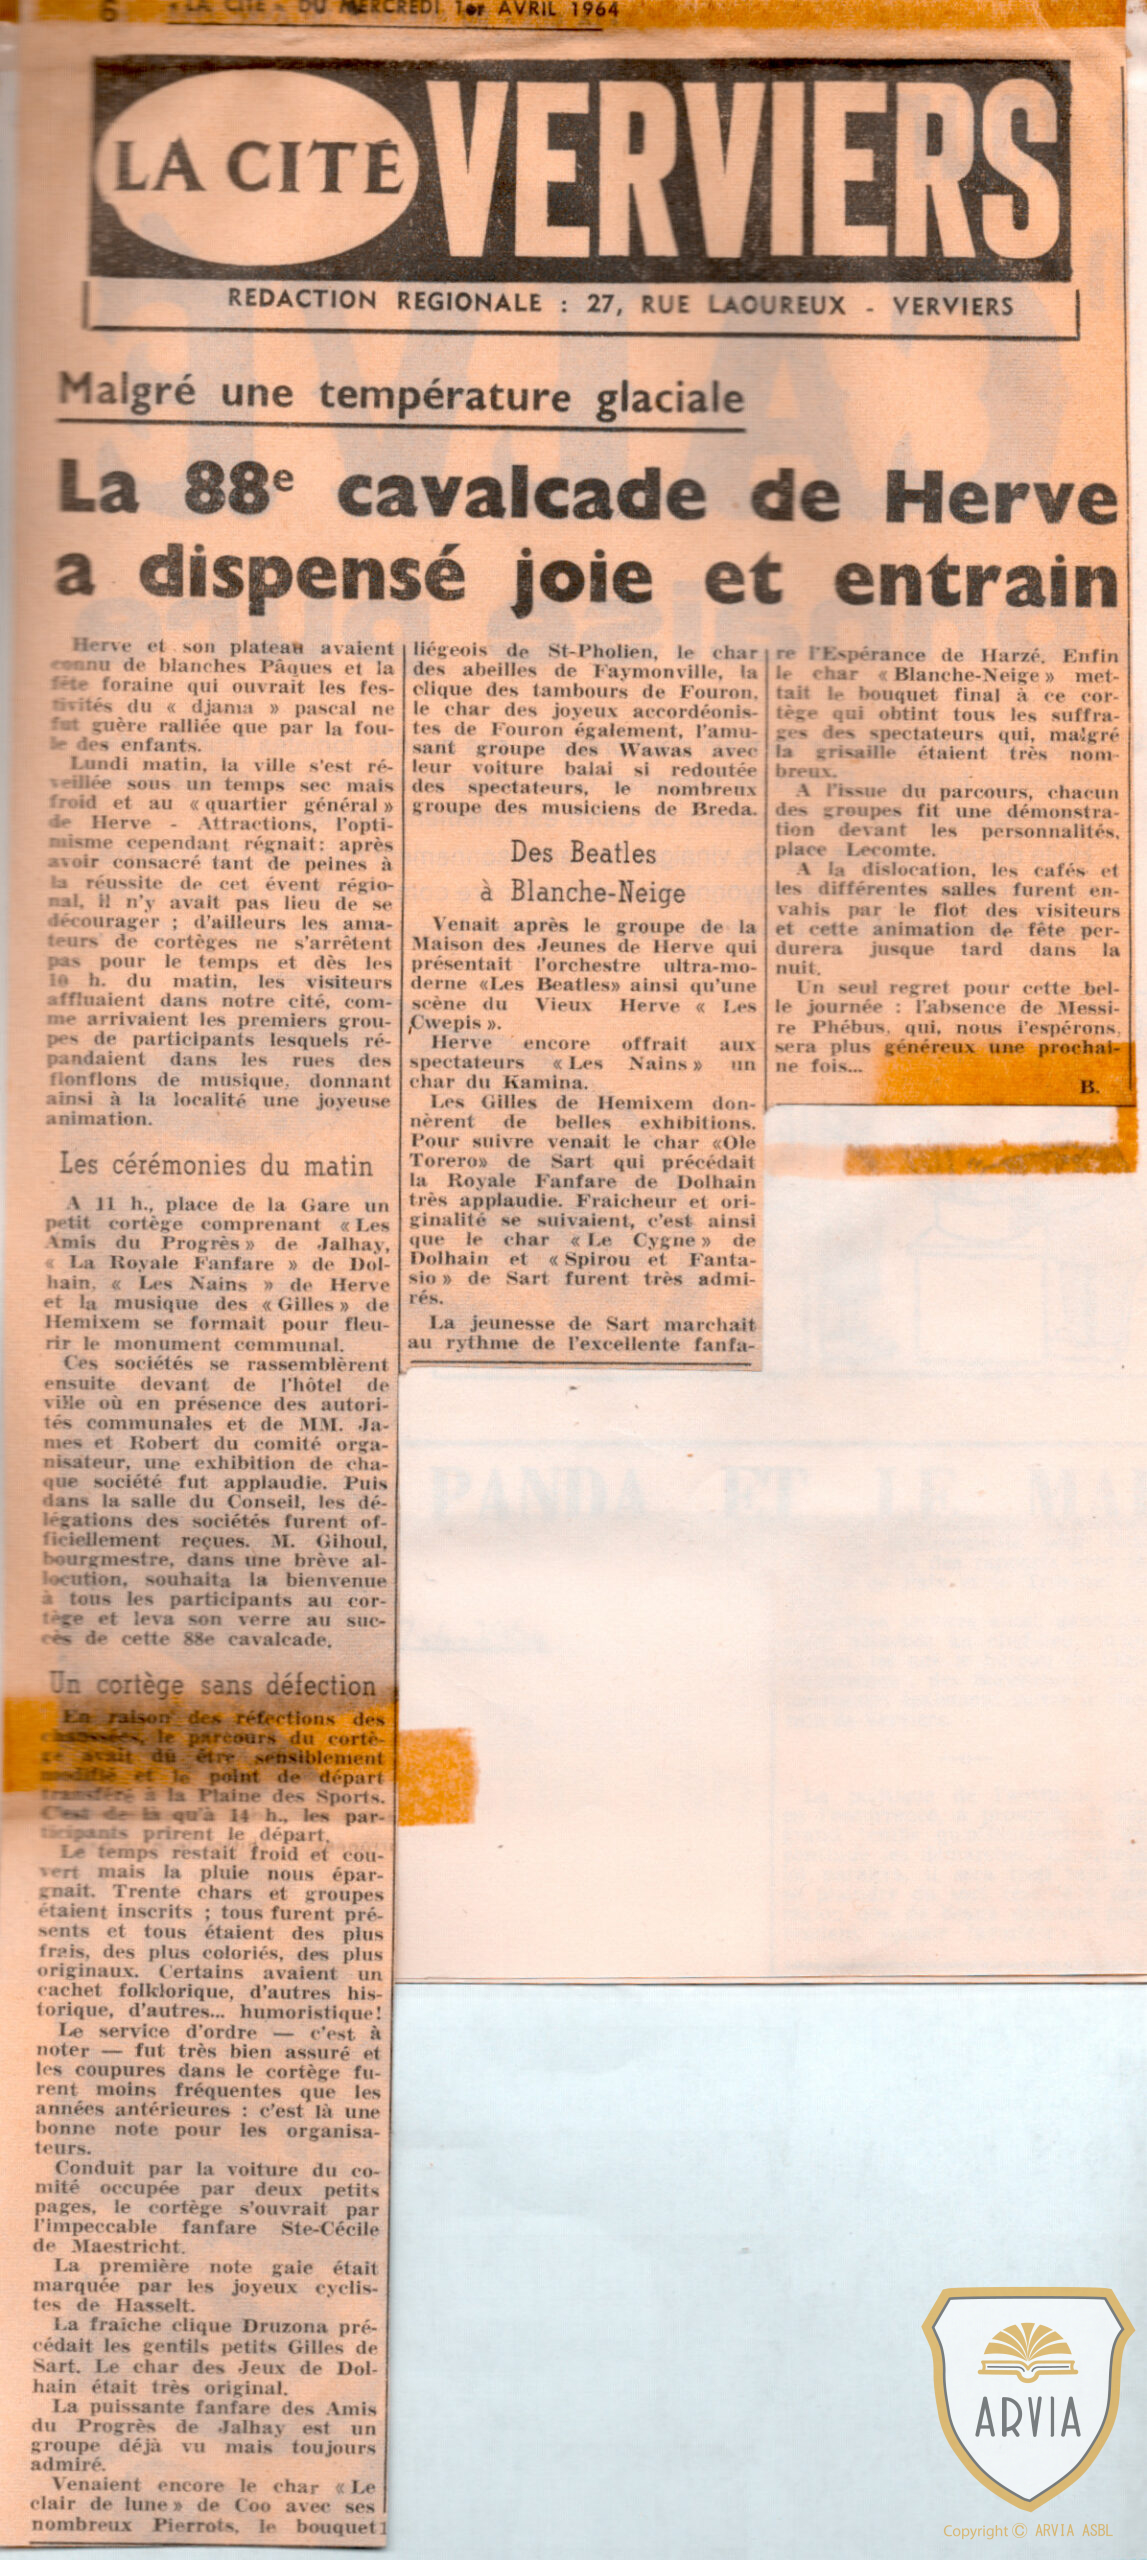 6 « LA CITE » DU MERCREDI 1er AVRIL 1964
LA CITÉ VERVIERS
REDACTION REGIONALE : 27, RUE LAOUREUX - VERVIERS
Malgré une température glaciale
La 88e cavalcade de Herve
a dispensé joie et entrain
Herve et son plateau avaient
connu de blanches Pâques et la
fête foraine qui ouvrait les fes-
tivités du « djama » pascal ne
fut guère ralliée que par la fou-
le des enfants.
Lundi matin, la ville s'est ré-
veillée sous un temps sec mais
froid et au « quartier général »
de Herve - Attractions, l'opti-
misme cependant régnait: après
avoir consacré tant de peines à
la réussite de cet évent régio-
nal, il n'y avait pas lieu de se
décourager ; d'ailleurs les ama-
teurs de cortèges ne s'arrêtent
pas pour le temps et dès les
10 h. du matin, les visiteurs
affluaient dans notre cité, com-
me arrivaient les premiers grou-
pes de participants lesquels ré-
pandaient dans les rues des
flonflons de musique, donnant
ainsi à la localité une joyeuse
animation.
Les cérémonies du matin
A 11 h., place de la Gare un
petit cortège comprenant « Les
Amis du Progrès » de Jalhay,
« La Royale Fanfare » de Dol-
hain, « Les Nains » de Herve
et la musique des « Gilles » de
Hemixem se formait pour fleu-
rir le monument communal.
Ces sociétés se rassemblèrent
ensuite devant de l'hôtel de
ville où en présence des autori-
tés communales et de MM. Ja-
mes et Robert du comité orga-
nisateur, une exhibition de cha-
que société fut applaudie. Puis
dans la salle du Conseil, les dé-
légations des sociétés furent of-
ficiellement reçues. M. Gihoul,
bourgmestre, dans une brève al-
locution, souhaita la bienvenue
à tous les participants au cor-
tège et leva son verre au suc-
cès de cette 88e cavalcade.
Un cortège sans défection
En raison des réfections des
chaussées, le parcours du cortè-
ge avait dû être sensiblement
modifié et le point de départ
transféré à la Plaine des Sports.
C'est de là qu'à 14 h., les par-
ticipants prirent le départ.
Le temps restait froid et cou-
vert mais la pluie nous épar-
gnait. Trente chars et groupes
étaient inscrits ; tous furent pré-
sents et tous étaient des plus
frais, des plus coloriés, des plus
originaux. Certains avaient un
cachet folklorique, d'autres his-
torique, d'autres... humoristique!
Le service d'ordre — c'est à
noter — fut très bien assuré et
les coupures dans le cortège fu-
rent moins fréquentes que les
années antérieures : c'est là une
bonne note pour les organisa-
teurs.
Conduit par la voiture du co-
mité occupée par deux petits
pages, le cortège s'ouvrait par
l'impeccable fanfare Ste-Cécile
de Maestricht.
La première note gaie était
marquée par les joyeux cyclis-
tes de Hasselt.
La fraîche clique Druzona pré-
cédait les gentils petits Gilles de
Sart. Le char des Jeux de Dol-
hain était très original.
La puissante fanfare des Amis
du Progrès de Jalhay est un
groupe déjà vu mais toujours
admiré.
Venaient encore le char « Le
clair de lune » de Coo avec ses
nombreux Pierrots, le bouquet
liégeois de St-Pholien, le char
des abeilles de Faymonville, la
clique des tambours de Fouron,
le char des joyeux accordéonis-
tes de Fouron également, l'amu-
sant groupe des Wawas avec
leur voiture balai si redoutée
des spectateurs, le nombreux
groupe des musiciens de Breda.
Des Beatles
à Blanche-Neige
Venait après le groupe de la
Maison des Jeunes de Herve qui
présentait l'orchestre ultra-mo-
derne «Les Beatles» ainsi qu'une
scène du Vieux Herve « Les
Cwepis ».
Herve encore offrait aux
spectateurs « Les Nains » un
char du Kamina.
Les Gilles de Hemixem don-
nèrent de belles exhibitions.
Pour suivre venait le char «Ole
Torero» de Sart qui précédait
la Royale Fanfare de Dolhain
très applaudie. Fraicheur et ori-
ginalité se suivaient, c'est ainsi
que le char « Le Cygne » de
Dolhain et « Spirou et Fanta-
sio » de Sart furent très admi-
rés.
La jeunesse de Sart marchait
au rythme de l'excellente fanfa-
re l'Espérance de Harzé. Enfin
le char « Blanche-Neige » met-
tait le bouquet final à ce cor-
tège qui obtint tous les suffra-
ges des spectateurs qui, malgré
la grisaille étaient très nom-
breux.
A l'issue du parcours, chacun
des groupes fit une démonstra-
tion devant les personnalités,
place Lecomte.
A la dislocation, les cafés et
les différentes salles furent en-
vahis par le flot des visiteurs
et cette animation de fête per-
durera jusque tard dans la
nuit.
Un seul regret pour cette bel-
le journée : l'absence de Messi-
re Phébus, qui, nous l'espérons,
sera plus généreux une prochai-
ne fois...
B.
PANDA ET LE
ARVIA
Copyright © ARVIA ASBL